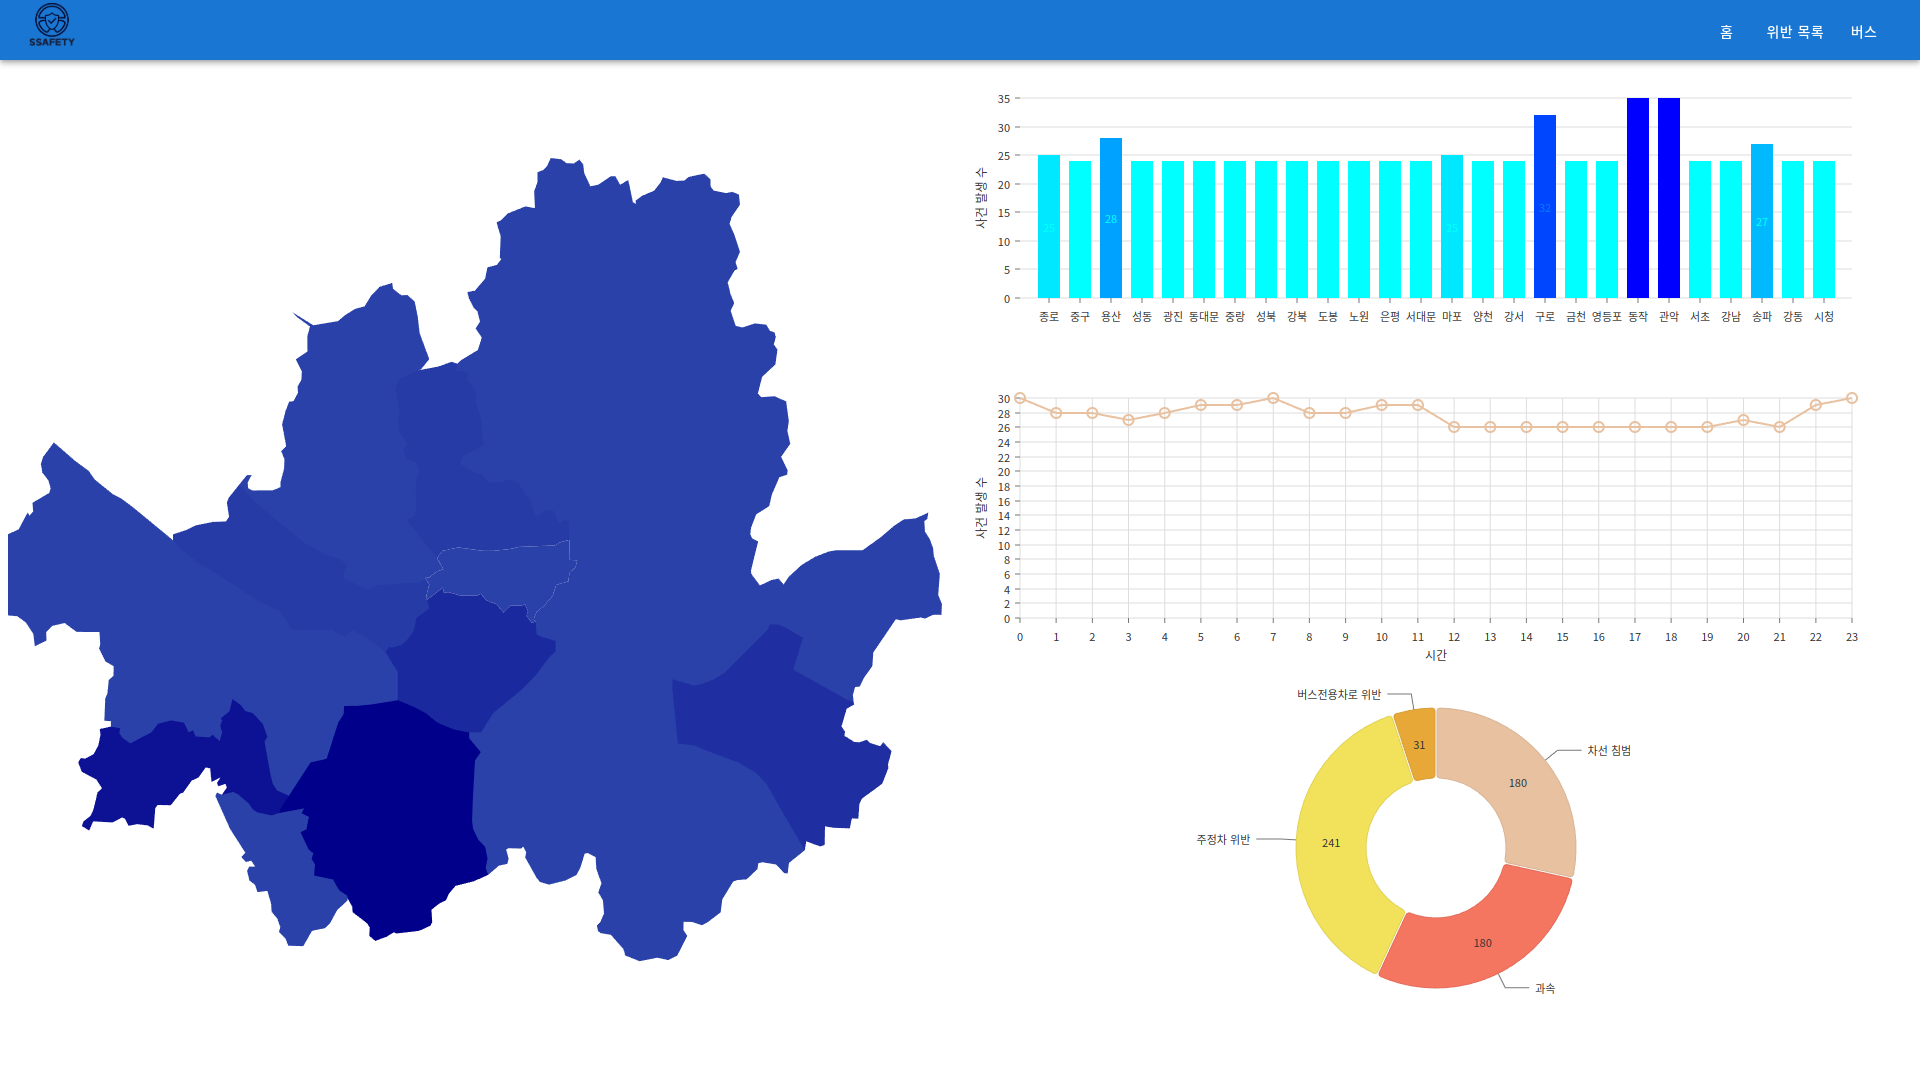 SSAFETY
홈 위반 목록 버스
사건 발생 수
35
30
25
20
15
10
5
0
25 28 25 32 27
종로 중구 용산 성동 광진 동대문 중랑 성북 강북 도봉 노원 은평 서대문 마포 양천 강서 구로 금천 영등포 동작 관악 서초 강남 송파 강동 시청
사건 발생 수
30
28
26
24
22
20
18
16
14
12
10
8
6
4
2
0
0 1 2 3 4 5 6 7 8 9 10 11 12 13 14 15 16 17 18 19 20 21 22 23
시간
버스전용차로 위반
31
차선 침범
180
주정차 위반
241
180
과속